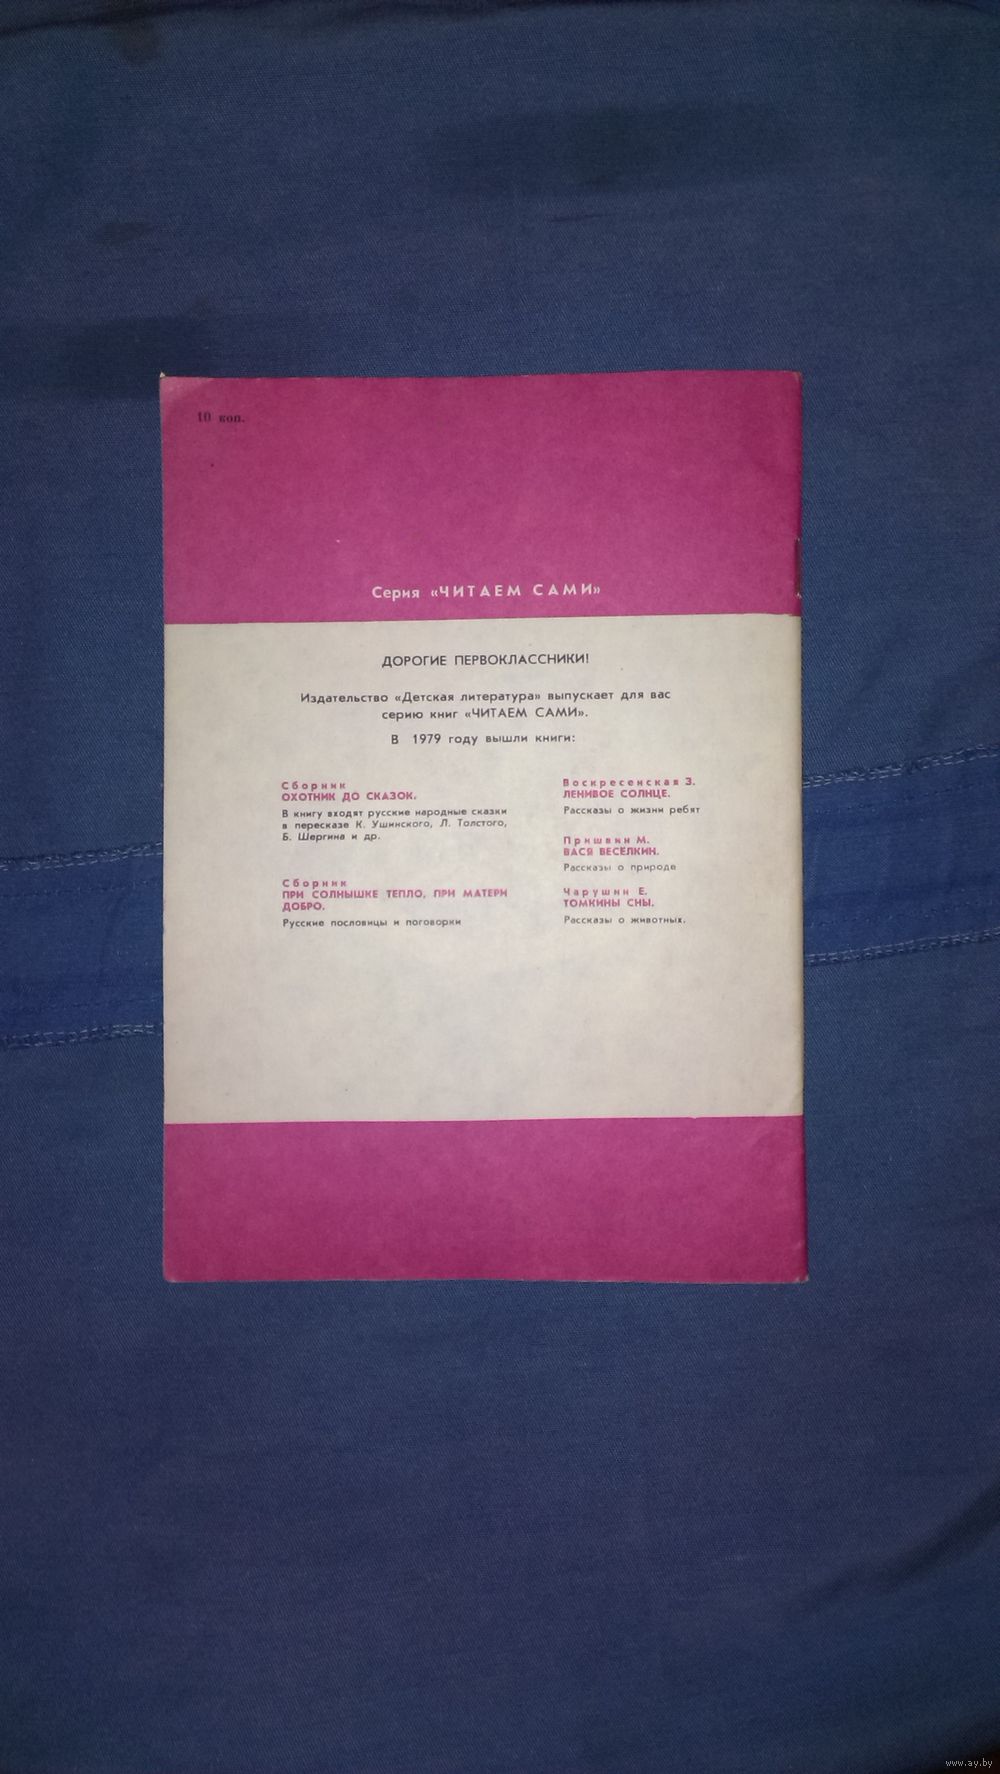 10 коп.
Серия «ЧИТАЕМ САМИ»
ДОРОГИЕ ПЕРВОКЛАССНИКИ!
Издательство «Детская литература» выпускает для вас
серию книг «ЧИТАЕМ САМИ».
В 1979 году вышли книги:
Сборник
ОХОТНИК ДО СКАЗОК.
В книгу входят русские народные сказки
в пересказе К. Ушинского, Л. Толстого,
Б. Шергина и др.
Сборник
ПРИ СОЛНЫШКЕ ТЕПЛО, ПРИ МАТЕРИ
ДОБРО.
Русские пословицы и поговорки
Воскресенская З.
ЛЕНИВОЕ СОЛНЦЕ.
Рассказы о жизни ребят
Пришвин М.
ВАСЯ ВЕСЁЛКИН.
Рассказы о природе
Чарушин Е.
ТОМКИНЫ СНЫ.
Рассказы о животных.
www.ay.by